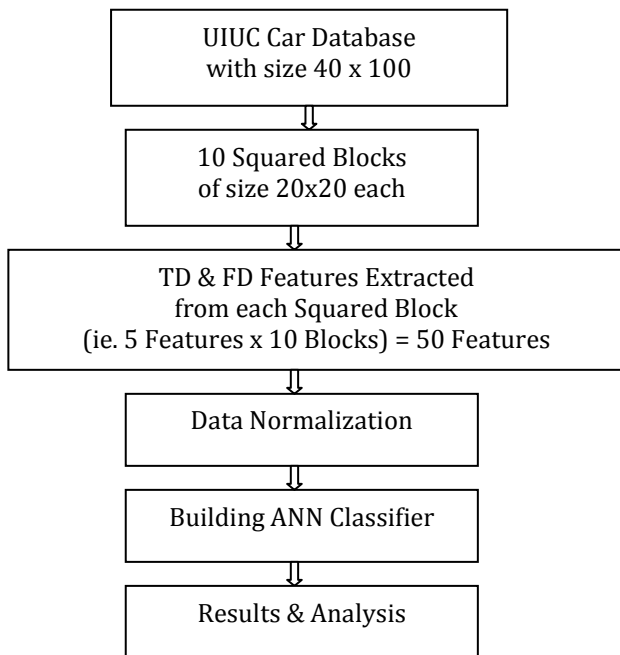 UIUC Car Database
with size 40 x 100
10 Squared Blocks
of size 20x20 each
TD & FD Features Extracted
from each Squared Block
(ie. 5 Features x 10 Blocks) = 50 Features
Data Normalization
Building ANN Classifier
Results & Analysis